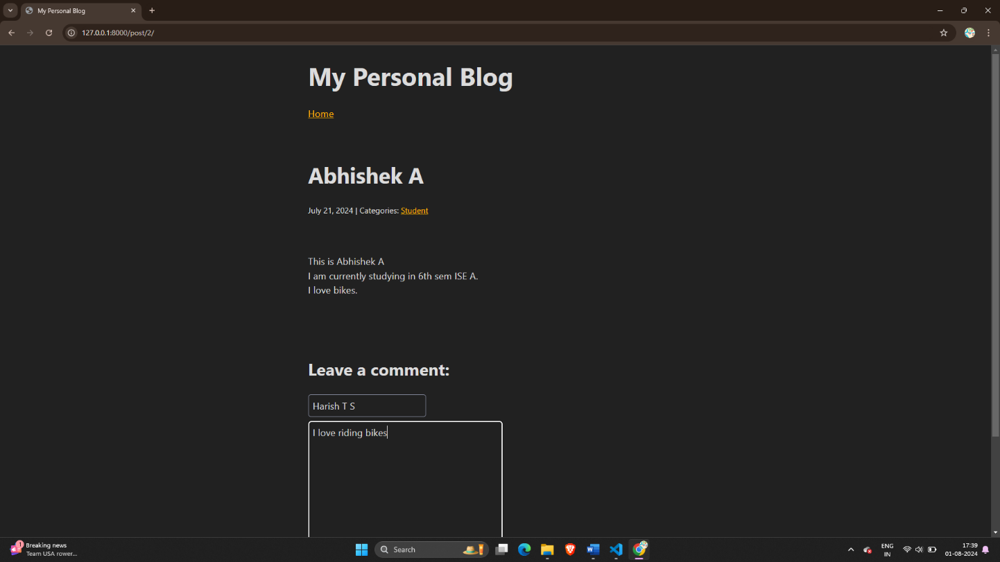 My Personal Blog
127.0.0.1:8000/post/2/
My Personal Blog
Home
Abhishek A
July 21, 2024 | Categories: Student
This is Abhishek A
I am currently studying in 6th sem ISE A.
I love bikes.
Leave a comment:
Harish T S
I love riding bikes
1
Breaking news
Team USA rower...
Search
ENG
IN
17:39
01-08-2024